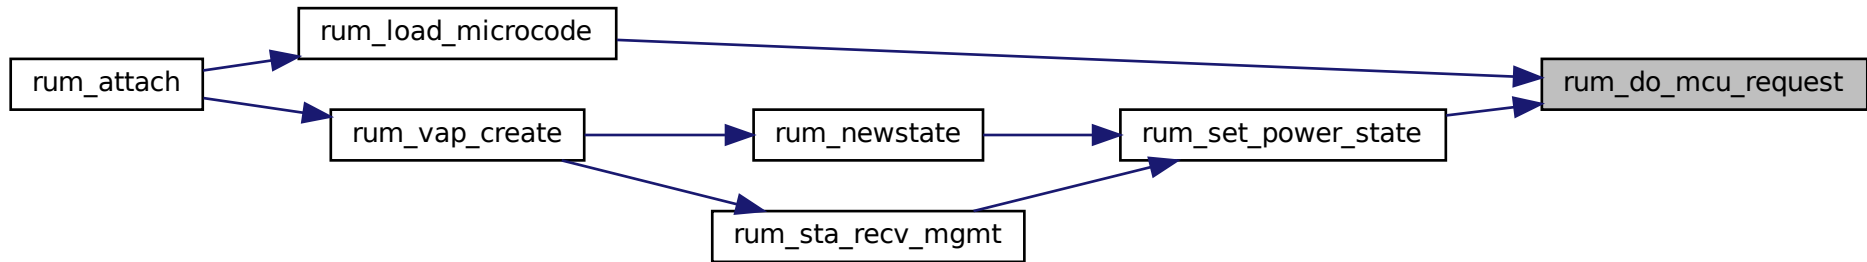 rum_load_microcode
rum_attach
rum_do_mcu_request
rum_vap_create
rum_newstate
rum_set_power_state
rum_sta_recv_mgmt